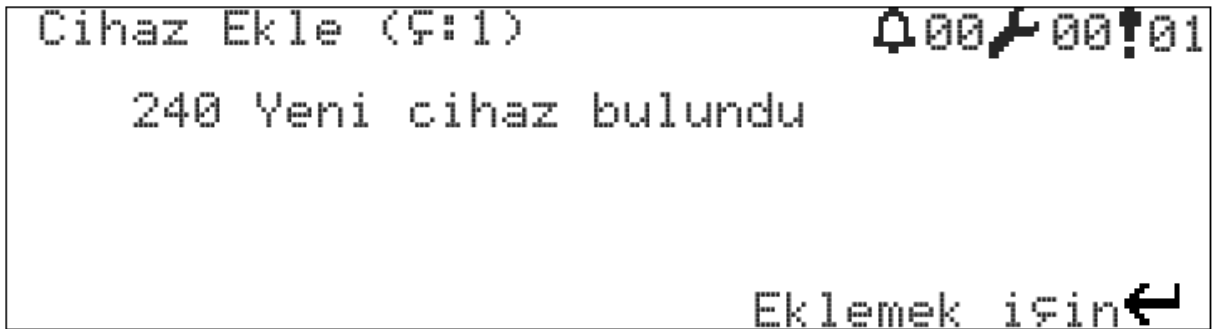 Cihaz Ekle (Ç:1) 00 00 01
240 Yeni cihaz bulundu
Eklemek için